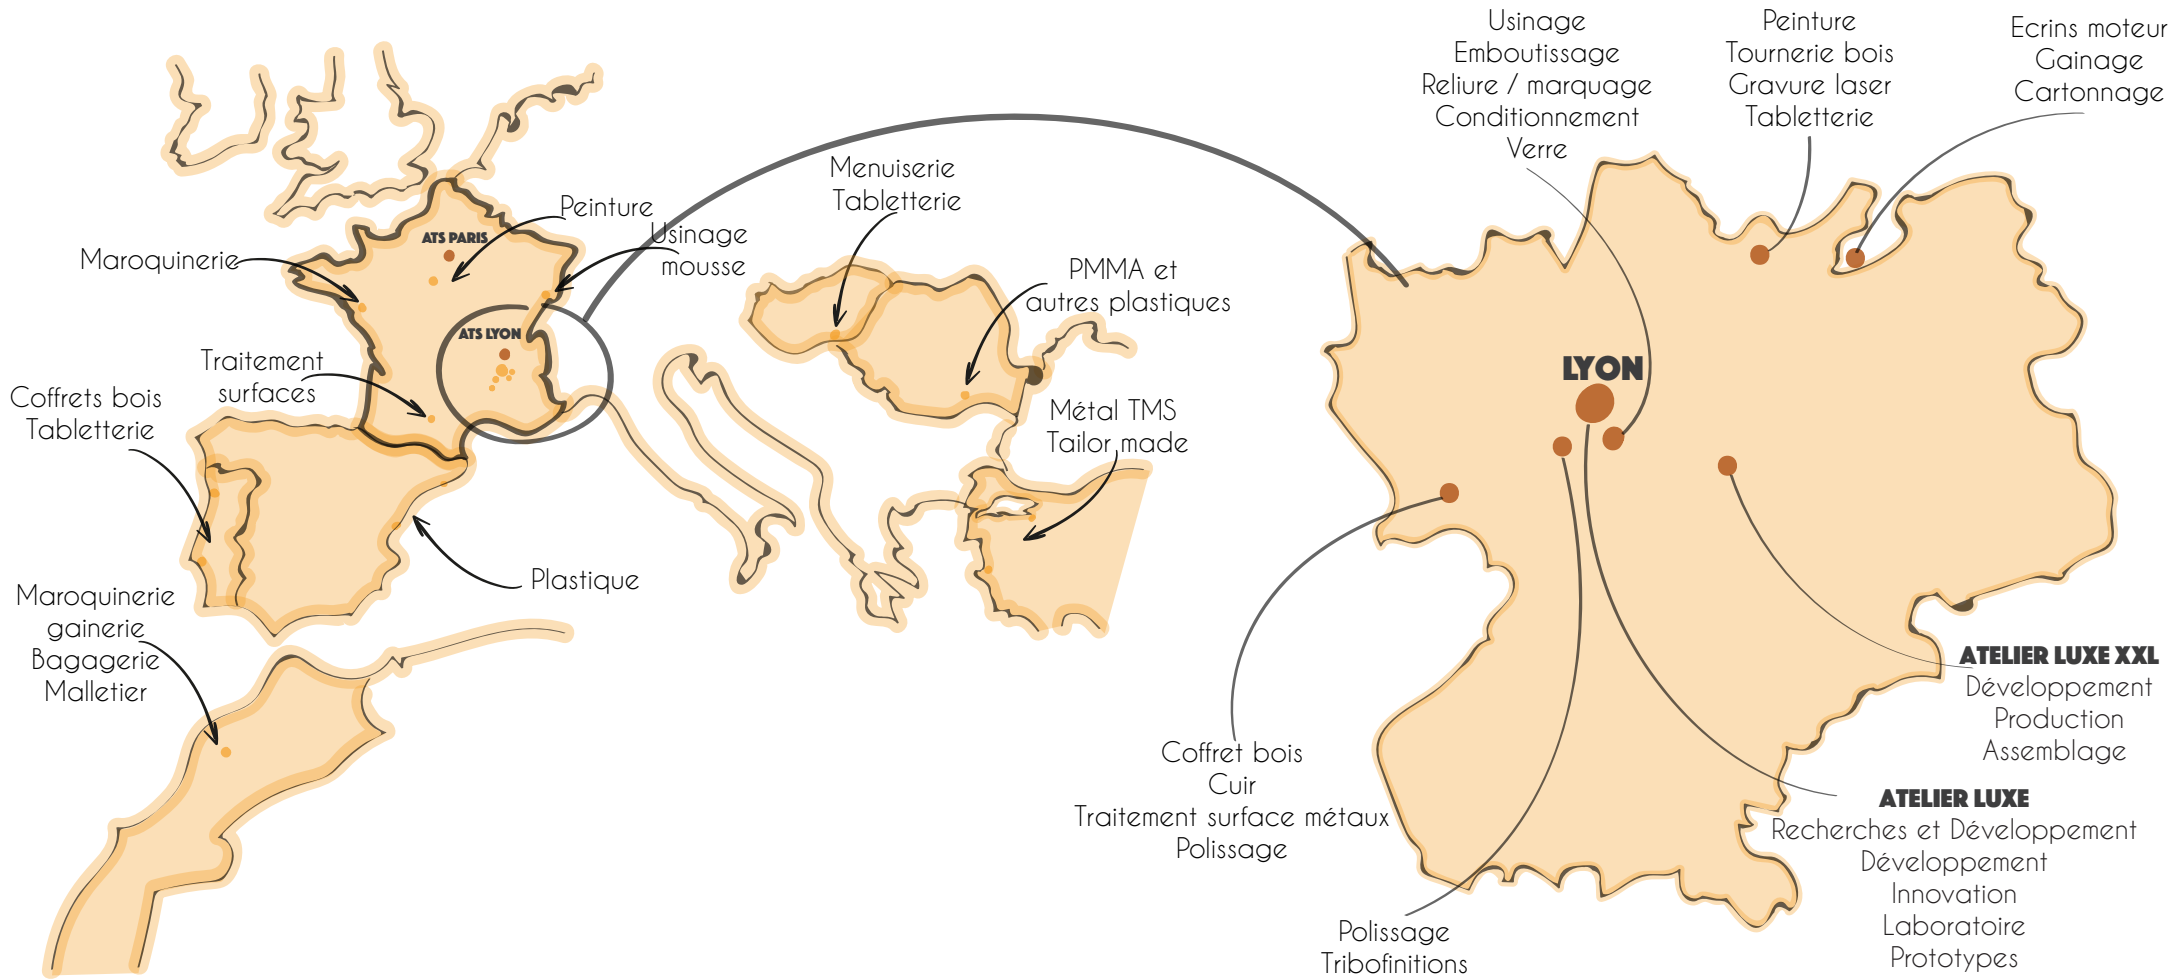 Maroquinerie
ATS PARIS
Peinture
Usinage
mousse
ATS LYON
Traitement
surfaces
Coffrets bois
Tabletterie
Plastique
Maroquinerie
gainerie
Bagagerie
Malletier
Menuiserie
Tabletterie
PMMA et
autres plastiques
Métal TMS
Tailor made
Usinage
Emboutissage
Reliure / marquage
Conditionnement
Verre
Peinture
Tournerie bois
Gravure laser
Tabletterie
Ecrins moteur
Gainage
Cartonnage
LYON
Coffret bois
Cuir
Traitement surface métaux
Polissage
Polissage
Tribofinitions
ATELIER LUXE XXL
Développement
Production
Assemblage
ATELIER LUXE
Recherches et Développement
Développement
Innovation
Laboratoire
Prototypes